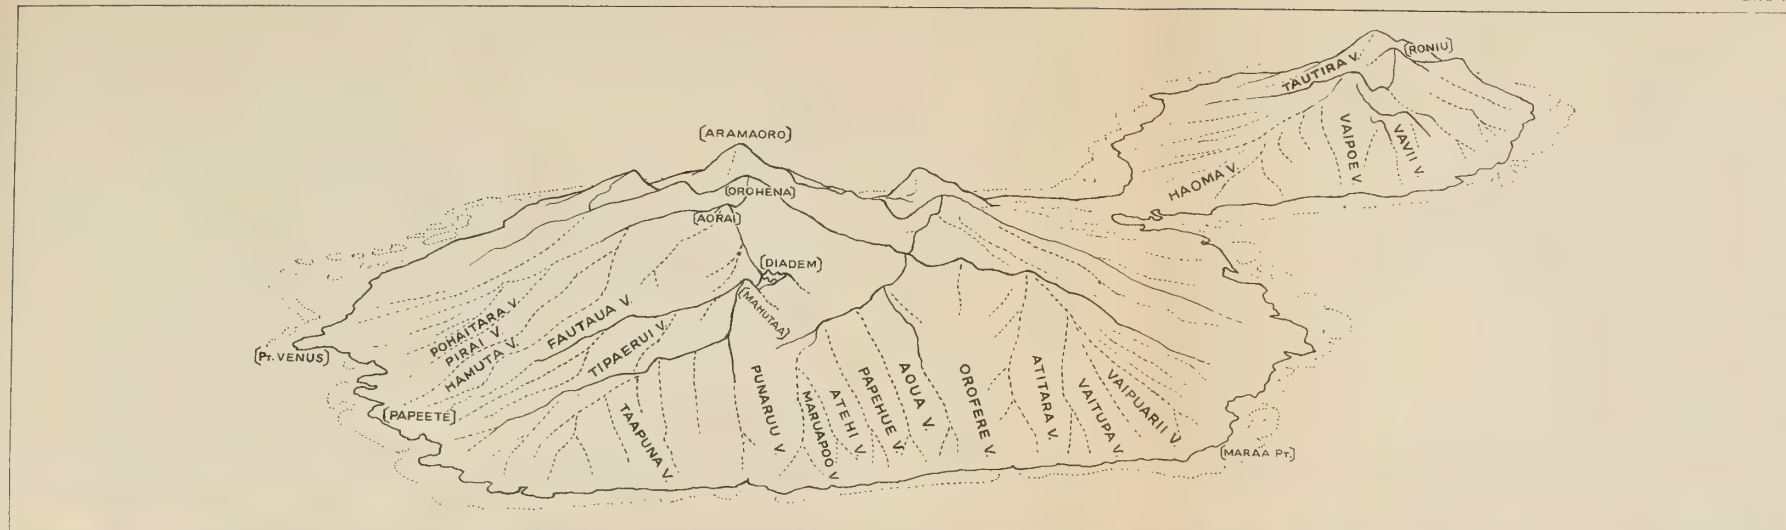 [RONIU]
TAUTIRA V.
VAIPOE V.
VAVII V.
HAOMA V.
[ARAMAORO]
[OROHENA]
[AORAI]
[DIADEM]
[MAHUTAA]
POHAITARA V.
PIRAI V.
HAMUTA V.
FAUTAUA V.
TIPAERUI V.
[PT. VENUS]
[PAPEETE]
TAAPUNA V.
PUNARUU V.
MARUAPOO V.
ATEHI V.
PAPEHUE V.
AOUA V.
OROFERE V.
ATITARA V.
VAITUPA V.
VAIPUARII V.
[MARAA PT.]